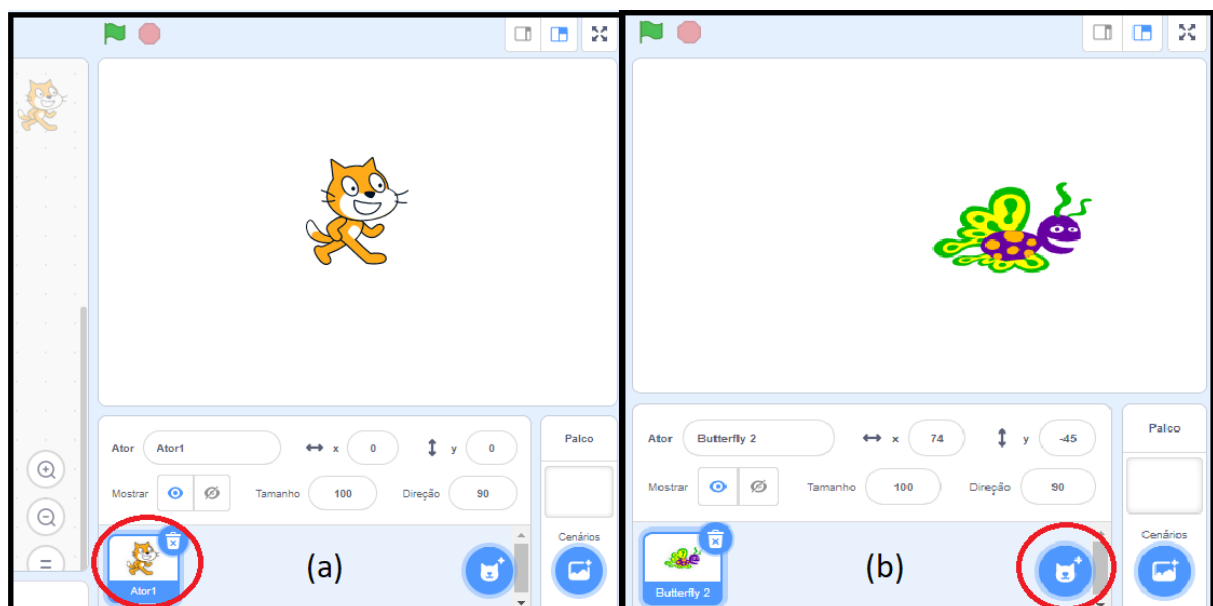 Ator Ator1 x 0 y 0
Palco
Mostrar Tamanho 100 Direção 90
Cenários
Ator1
(a)
Ator Butterfly 2 x 74 y -45
Palco
Mostrar Tamanho 100 Direção 90
Cenários
Butterfly 2
(b)